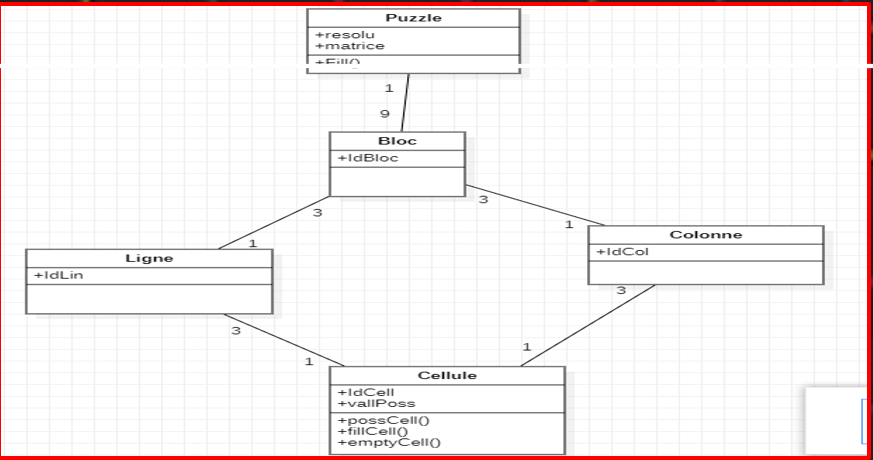 Puzzle
+resolu
+matrice
+Fill()
1
9
Bloc
+IdBloc
3
3
1
1
Colonne
+IdCol
Ligne
+IdLin
3
3
1
1
Cellule
+IdCell
+vallPoss
+possCell()
+fillCell()
+emptyCell()